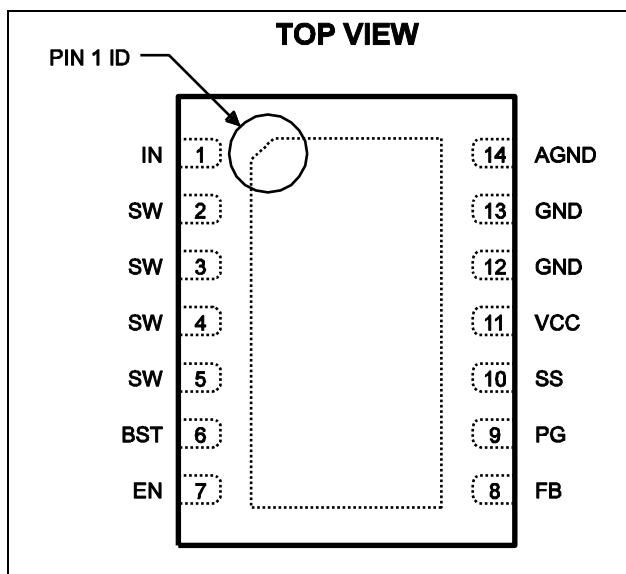 TOP VIEW
PIN 1 ID
IN 1 14 AGND
SW 2 13 GND
SW 3 12 GND
SW 4 11 VCC
SW 5 10 SS
BST 6 9 PG
EN 7 8 FB